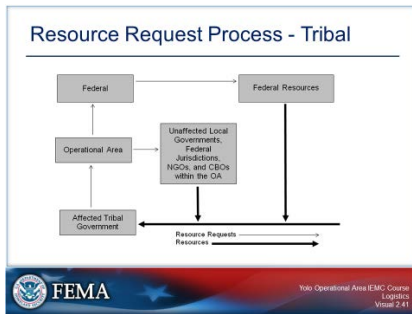 Resource Request Process - Tribal
Federal
Federal Resources
Operational Area
Unaffected Local
Governments,
Federal
Jurisdictions,
NGOs, and CBOs
within the OA
Affected Tribal
Government
Resource Requests
Resources
FEMA
Yolo Operational Area IEMC Course
Logistics
Visual 2.41